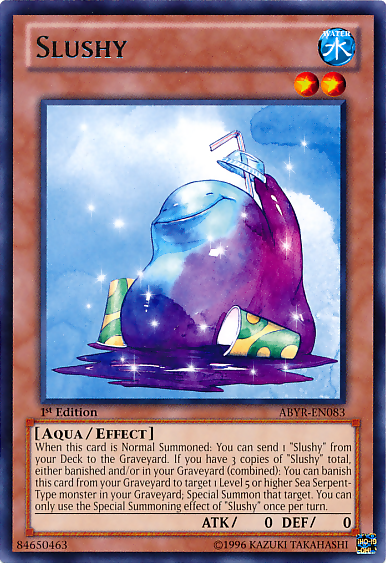 SLUSHY
WATER
水
1st Edition
ABYR-EN083
[AQUA/EFFECT]
When this card is Normal Summoned: You can send 1 "Slushy" from
your Deck to the Graveyard. If you have 3 copies of "Slushy" total,
either banished and/or in your Graveyard (combined): You can banish
this card from your Graveyard to target 1 Level 5 or higher Sea Serpent-
Type monster in your Graveyard; Special Summon that target. You can
only use the Special Summoning effect of "Slushy" once per turn.
ATK/ 0 DEF/ 0
84650463
©1996 KAZUKI TAKAHASHI